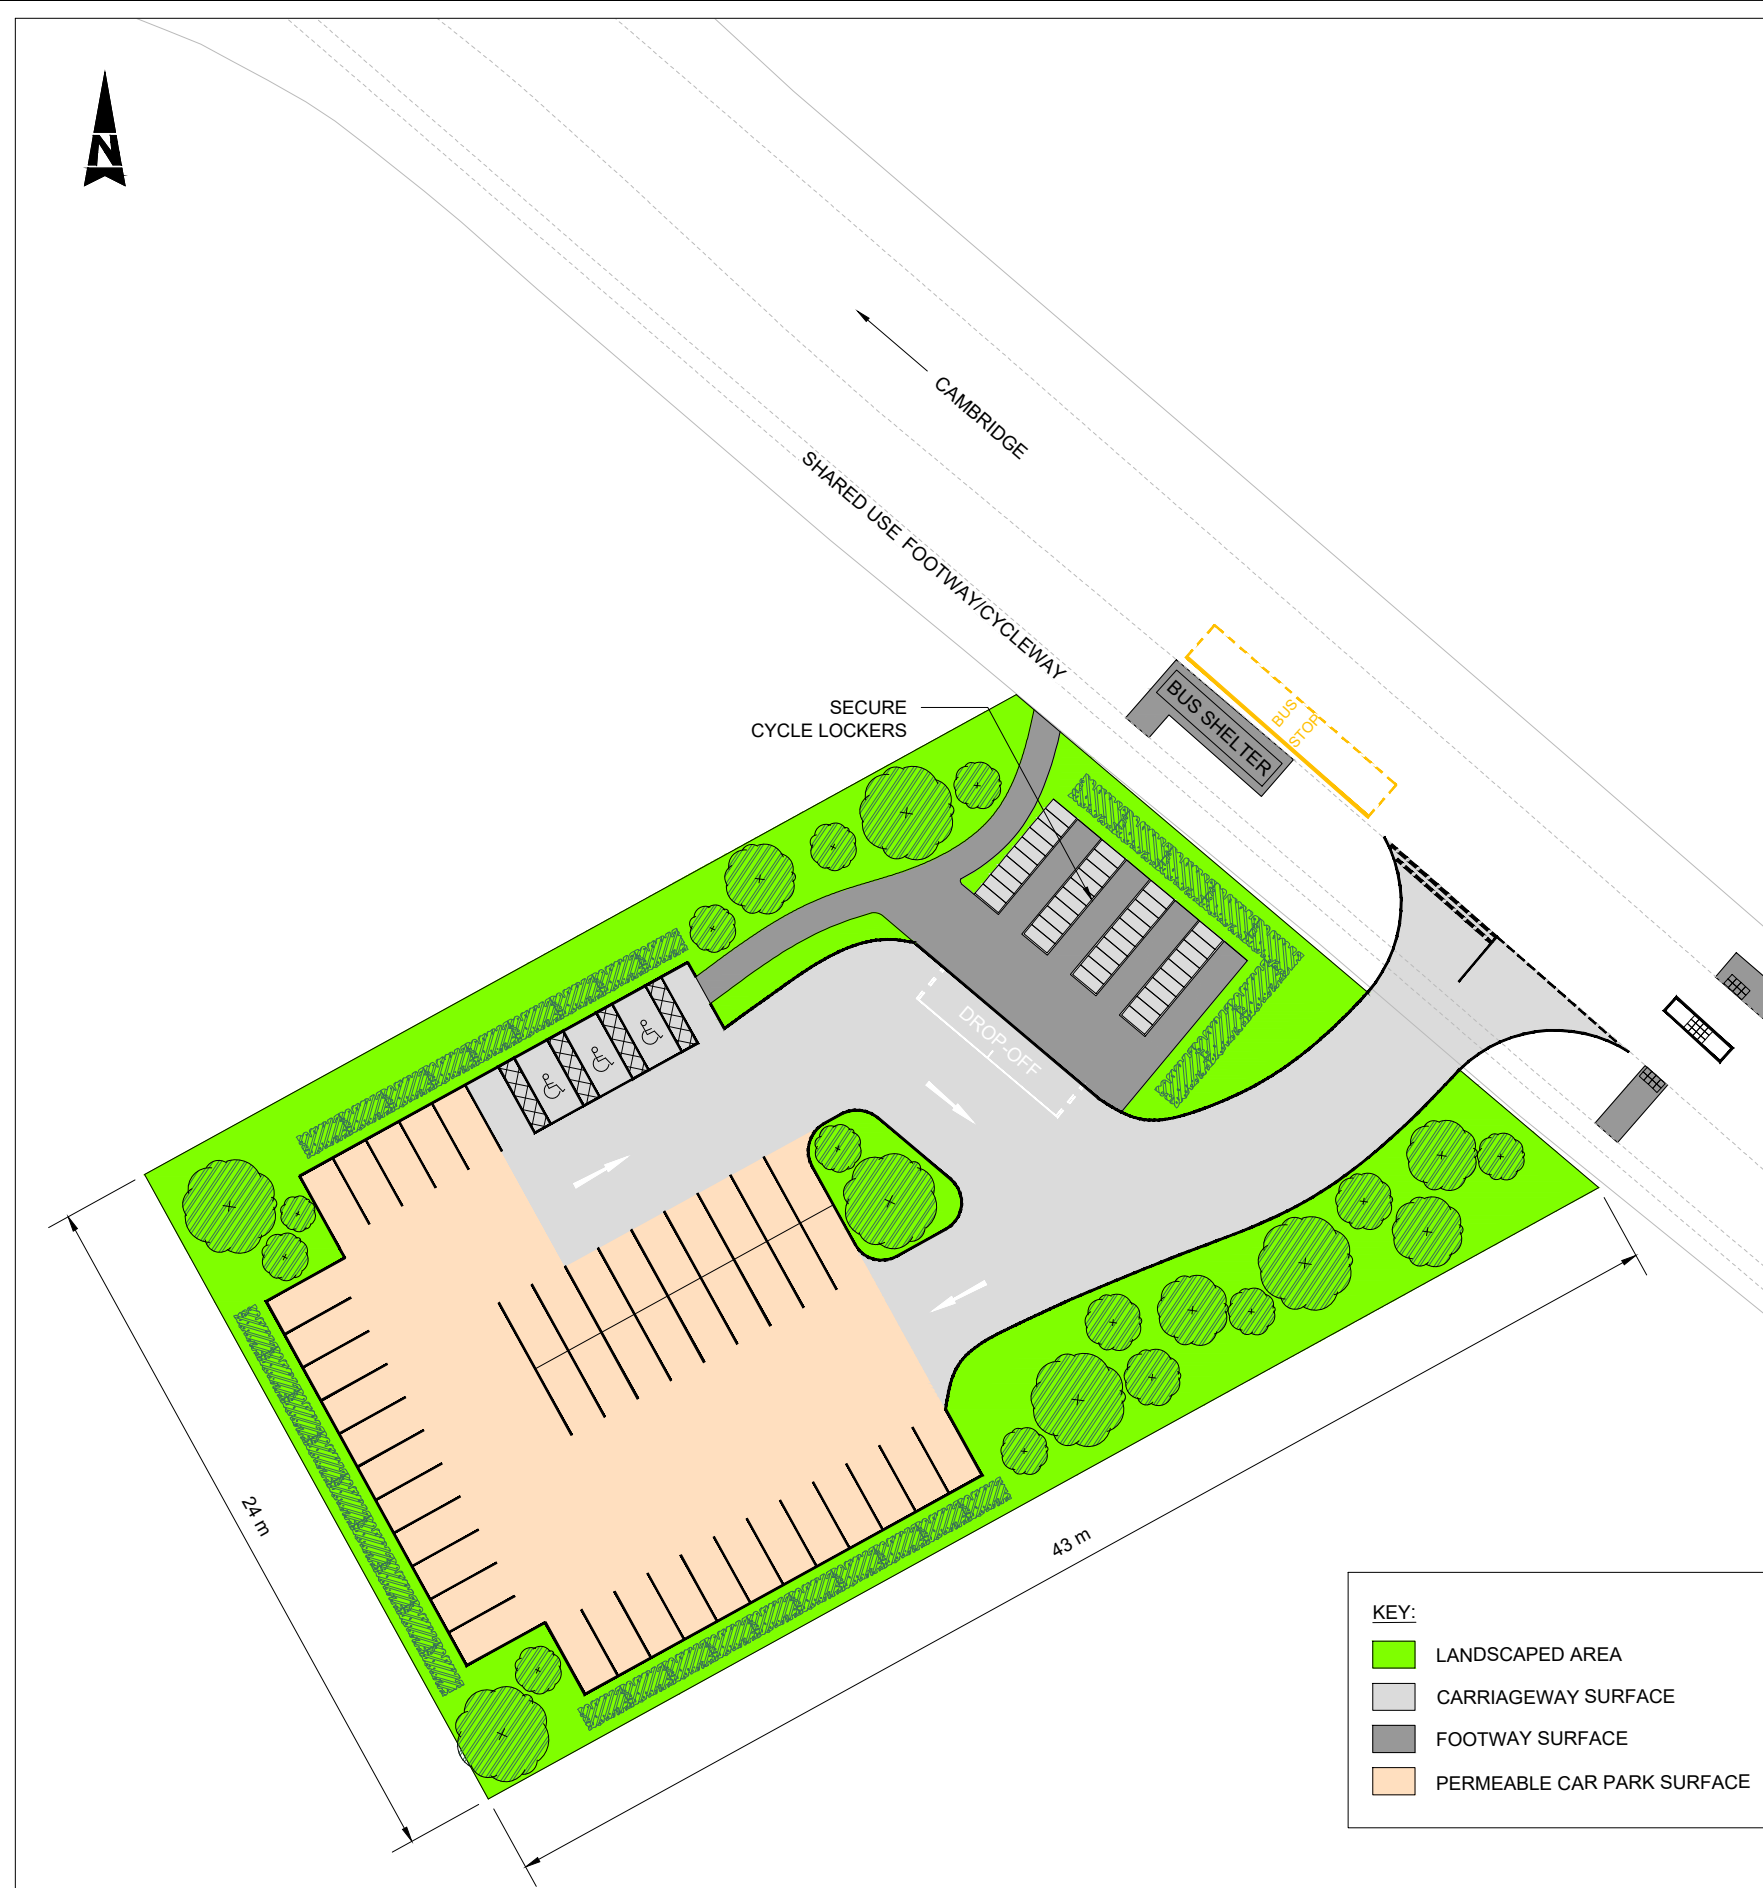 N
CAMBRIDGE
SHARED USE FOOTWAY/CYCLEWAY
SECURE
CYCLE LOCKERS
BUS SHELTER
BUS
STOP
DROP-OFF
24 m
43 m
KEY:
LANDSCAPED AREA
CARRIAGEWAY SURFACE
FOOTWAY SURFACE
PERMEABLE CAR PARK SURFACE